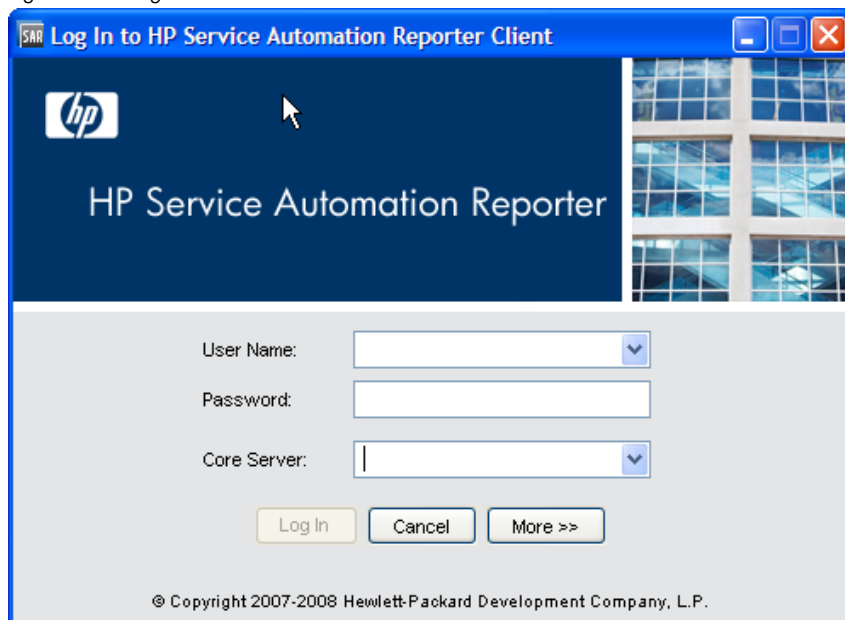 SAR Log In to HP Service Automation Reporter Client
hp
HP Service Automation Reporter
User Name:
Password:
Core Server:
Log In Cancel More >>
© Copyright 2007-2008 Hewlett-Packard Development Company, L.P.